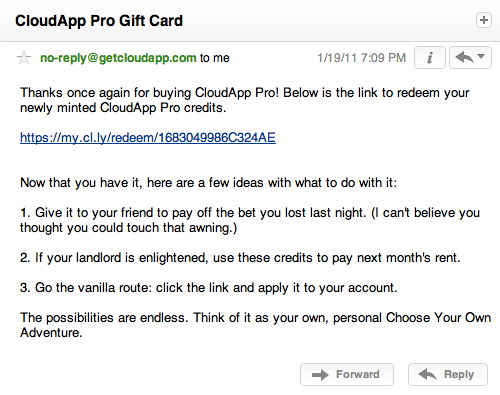 CloudApp Pro Gift Card
no-reply@getcloudapp.com to me 1/19/11 7:09 PM
Thanks once again for buying CloudApp Pro! Below is the link to redeem your
newly minted CloudApp Pro credits.
https://my.cl.ly/redeem/1683049986C324AE
Now that you have it, here are a few ideas with what to do with it:
1. Give it to your friend to pay off the bet you lost last night. (I can't believe you
thought you could touch that awning.)
2. If your landlord is enlightened, use these credits to pay next month's rent.
3. Go the vanilla route: click the link and apply it to your account.
The possibilities are endless. Think of it as your own, personal Choose Your Own
Adventure.
Forward Reply